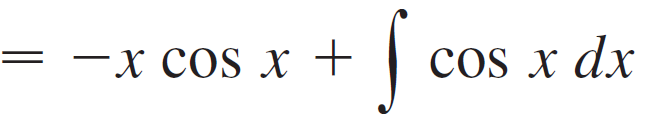 = −x cos x + ∫ cos x dx